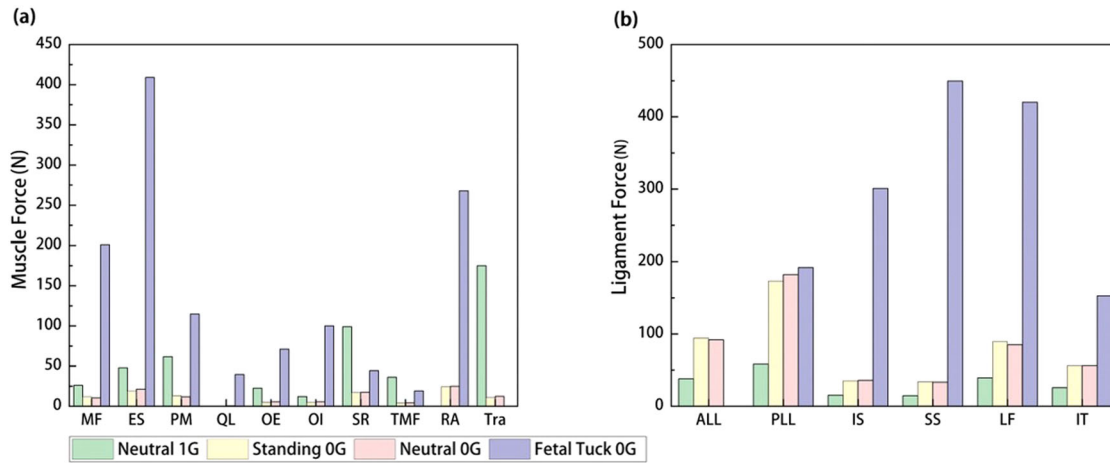 (a)
Muscle Force (N)
450
400
350
300
250
200
150
100
50
0
MF ES PM QL OE OI SR TMF RA Tra
(b)
Ligament Force (N)
500
400
300
200
100
0
ALL PLL IS SS LF IT
Neutral 1G Standing 0G Neutral 0G Fetal Tuck 0G